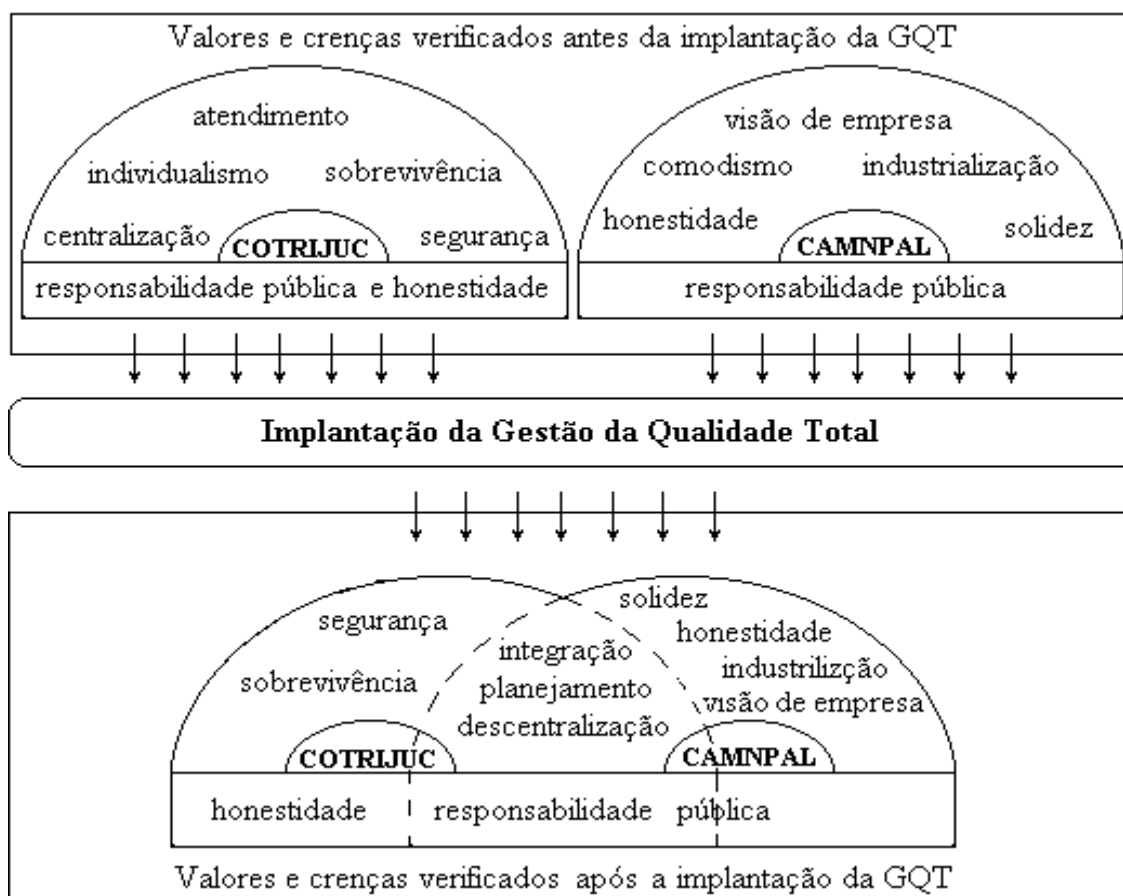 Valores e crenças verificados antes da implantação da GQT
atendimento
individualismo
sobrevivência
centralização
COTRIJUC
segurança
responsabilidade pública e honestidade
visão de empresa
comodismo
industrialização
honestidade
CAMNPAL
solidez
responsabilidade pública
Implantação da Gestão da Qualidade Total
segurança
sobrevivência
COTRIJUC
honestidade
integração
planejamento
descentralização
responsabilidade pública
solidez
honestidade
industrilizção
visão de empresa
CAMNPAL
Valores e crenças verificados após a implantação da GQT